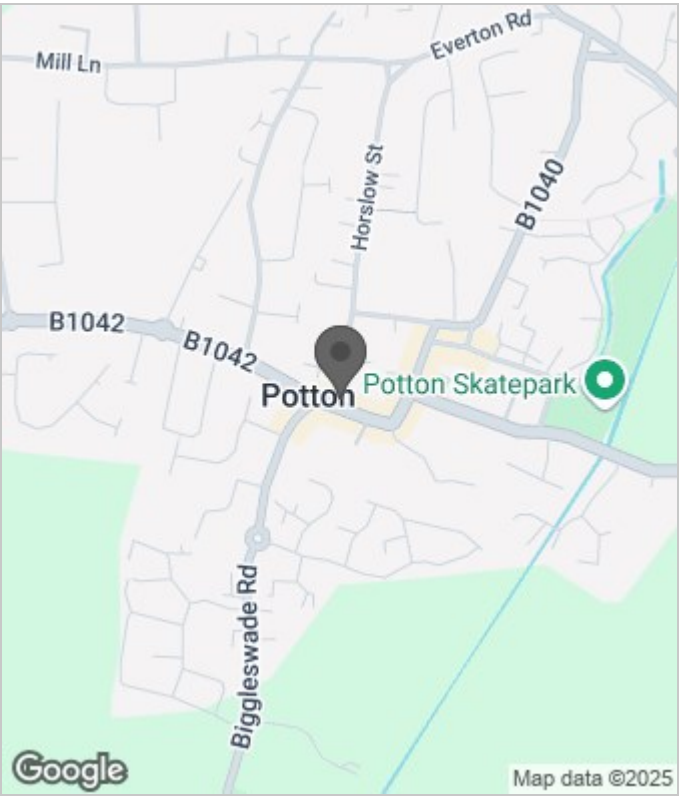 Everton Rd
Mill Ln
Horslow St
B1040
B1042
B1042
Potton
Potton Skatepark
Biggleswade Rd
Google
Map data ©2025